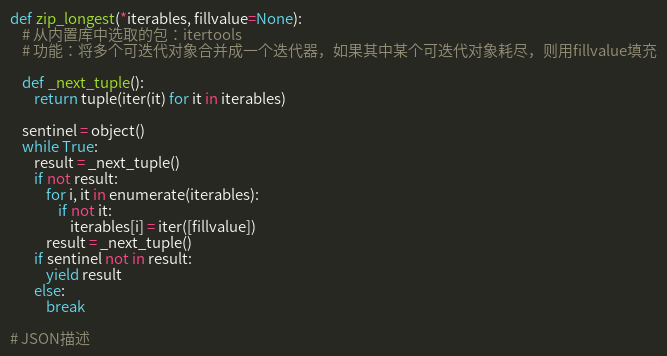 def zip_longest(*iterables, fillvalue=None):
    # 从内置库中选取的包：itertools
    # 功能：将多个可迭代对象合并成一个迭代器，如果其中某个可迭代对象耗尽，则用fillvalue填充
    def _next_tuple():
        return tuple(iter(it) for it in iterables)
    sentinel = object()
    while True:
        result = _next_tuple()
        if not result:
            for i, it in enumerate(iterables):
                if not it:
                    iterables[i] = iter([fillvalue])
            result = _next_tuple()
        if sentinel not in result:
            yield result
        else:
            break
# JSON描述